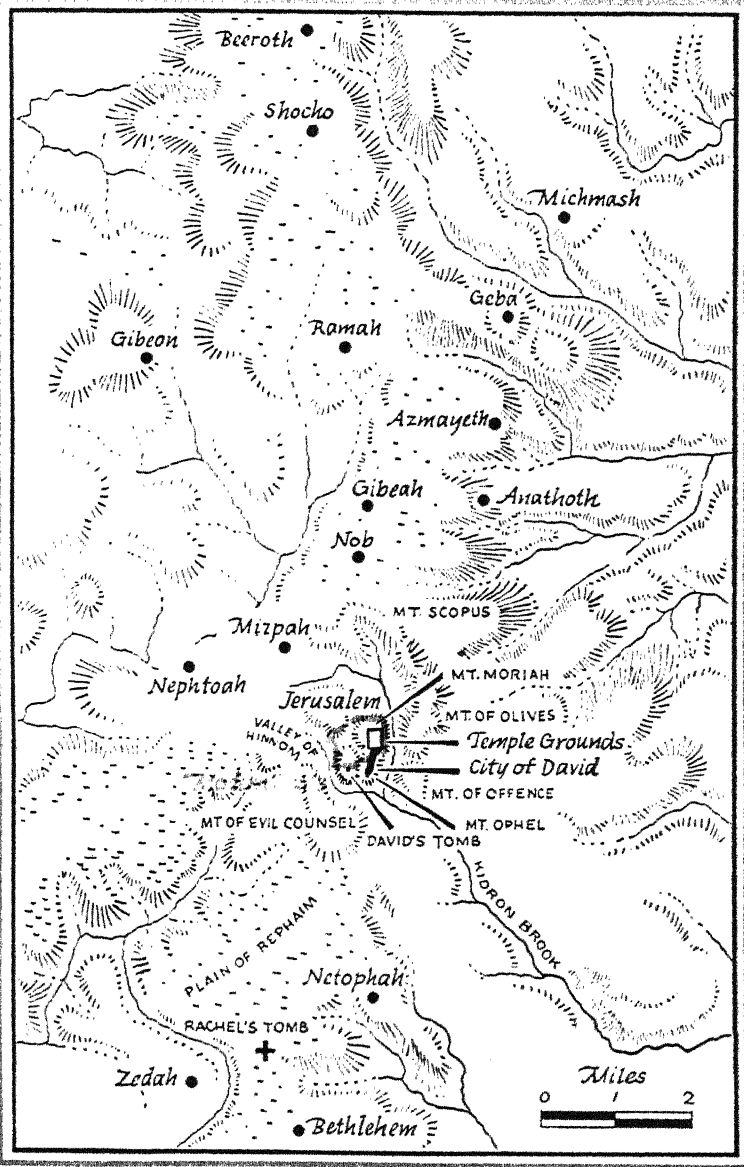 Beeroth
Shocho
Michmash
Geba
Ramah
Gibeon
Azmaveth
Gibeah
Anathoth
Nob
MT. SCOPUS
Mizpah
Nephtoah
MT. MORIAH
Jerusalem
MT. OF OLIVES
VALLEY OF
HINNOM
Temple Grounds
City of David
MT. OF OFFENCE
MT OF EVIL COUNSEL
MT. OPHEL
DAVID'S TOMB
KIDRON BROOK
PLAIN OF REPHAIM
Netophah
RACHEL'S TOMB
Zedah
Miles
0 1 2
Bethlehem